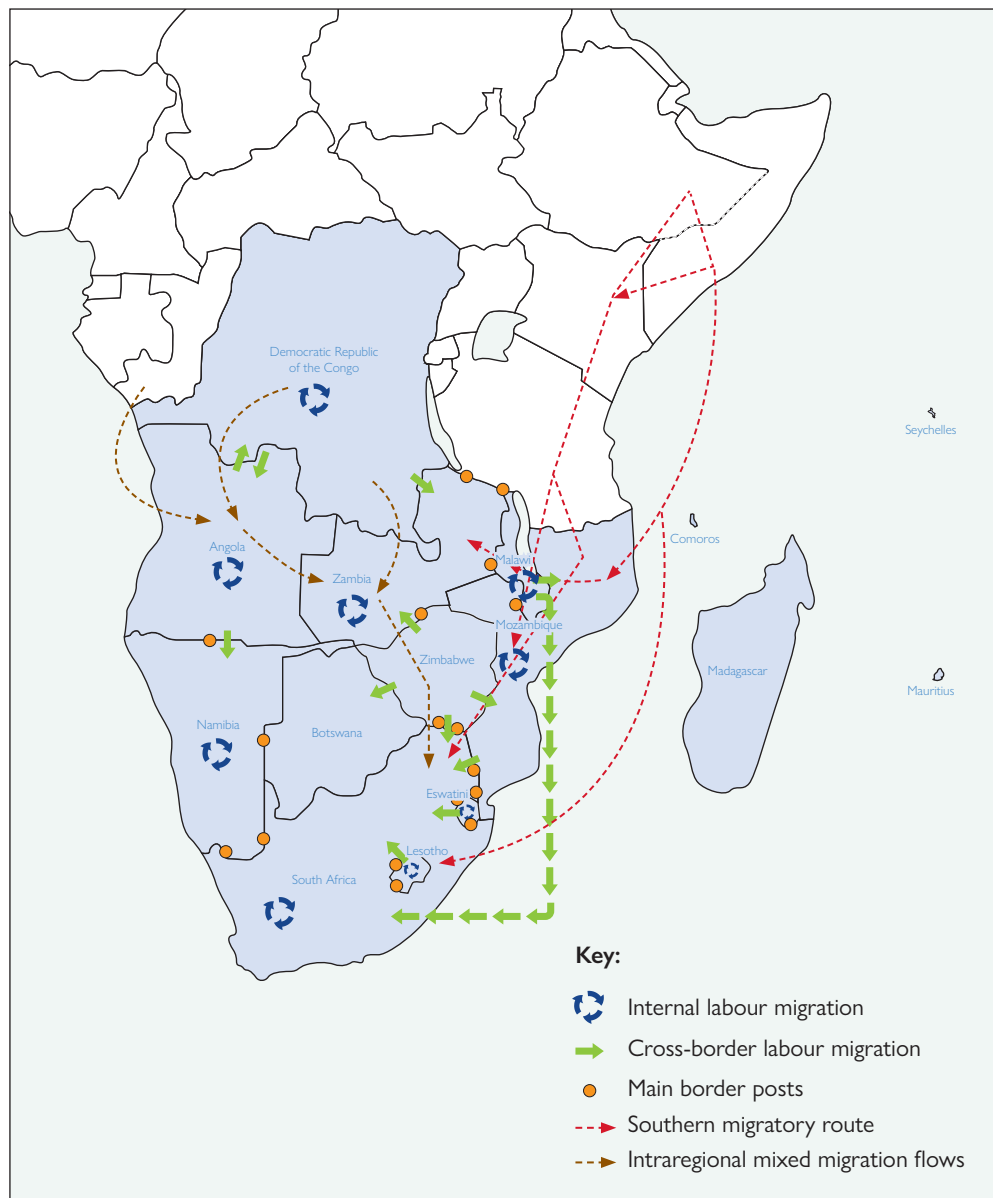 Democratic Republic
of the Congo
Seychelles
Comoros
Angola
Malawi
Zambia
Mozambique
Zimbabwe
Madagascar
Mauritius
Namibia
Botswana
Eswatini
Lesotho
South Africa
Key:
Internal labour migration
Cross-border labour migration
Main border posts
Southern migratory route
Intraregional mixed migration flows